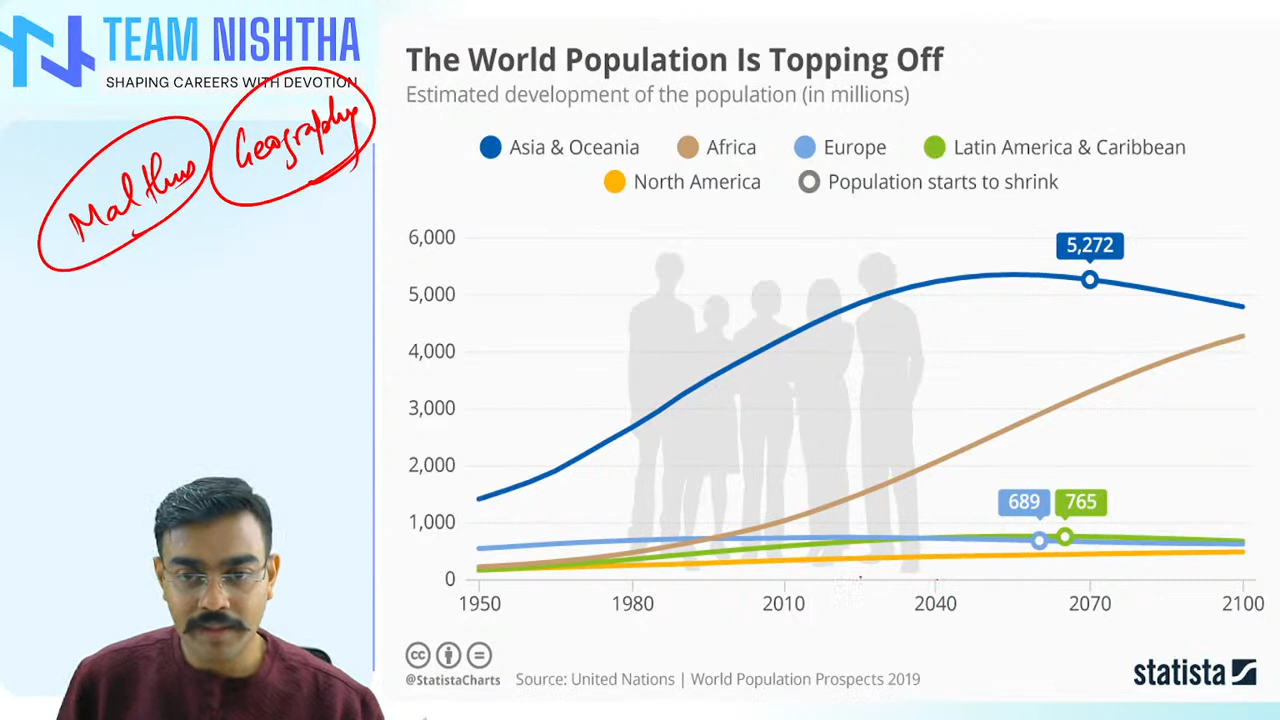 TEAM NISHTHA
SHAPING CAREERS WITH DEVOTION
Malthus
Geography
The World Population Is Topping Off
Estimated development of the population (in millions)
Asia & Oceania
Africa
Europe
Latin America & Caribbean
North America
Population starts to shrink
6,000
5,272
5,000
4,000
3,000
2,000
689
765
1,000
0
1950
1980
2010
2040
2070
2100
@StatistaCharts
Source: United Nations | World Population Prospects 2019
statista
cc